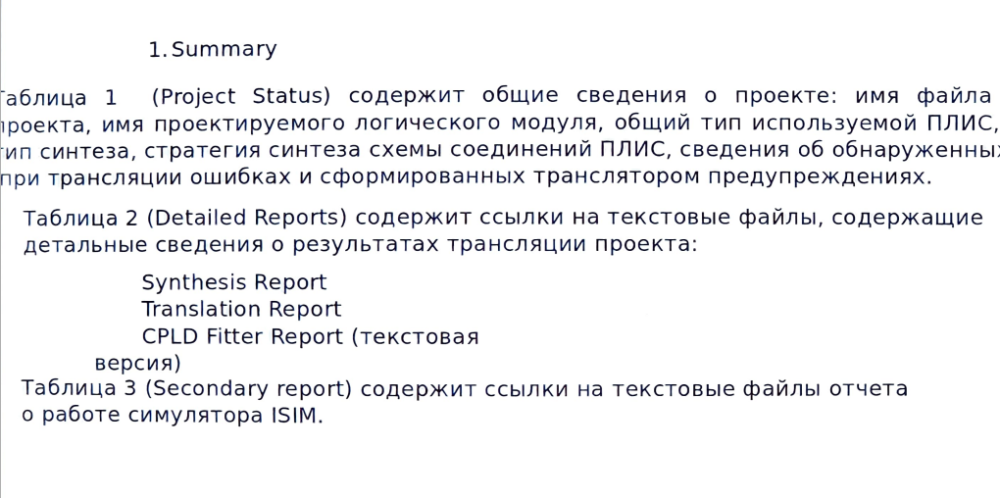 1. Summary
Таблица 1 (Project Status) содержит общие сведения о проекте: имя файла
проекта, имя проектируемого логического модуля, общий тип используемой ПЛИС,
тип синтеза, стратегия синтеза схемы соединений ПЛИС, сведения об обнаруженных
при трансляции ошибках и сформированных транслятором предупреждениях.
Таблица 2 (Detailed Reports) содержит ссылки на текстовые файлы, содержащие
детальные сведения о результатах трансляции проекта:
Synthesis Report
Translation Report
CPLD Fitter Report (текстовая
версия)
Таблица 3 (Secondary report) содержит ссылки на текстовые файлы отчета
о работе симулятора ISIM.